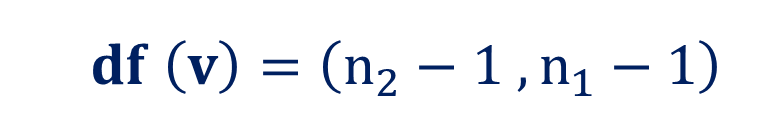 df (v) = (n₂ − 1 , n₁ − 1)